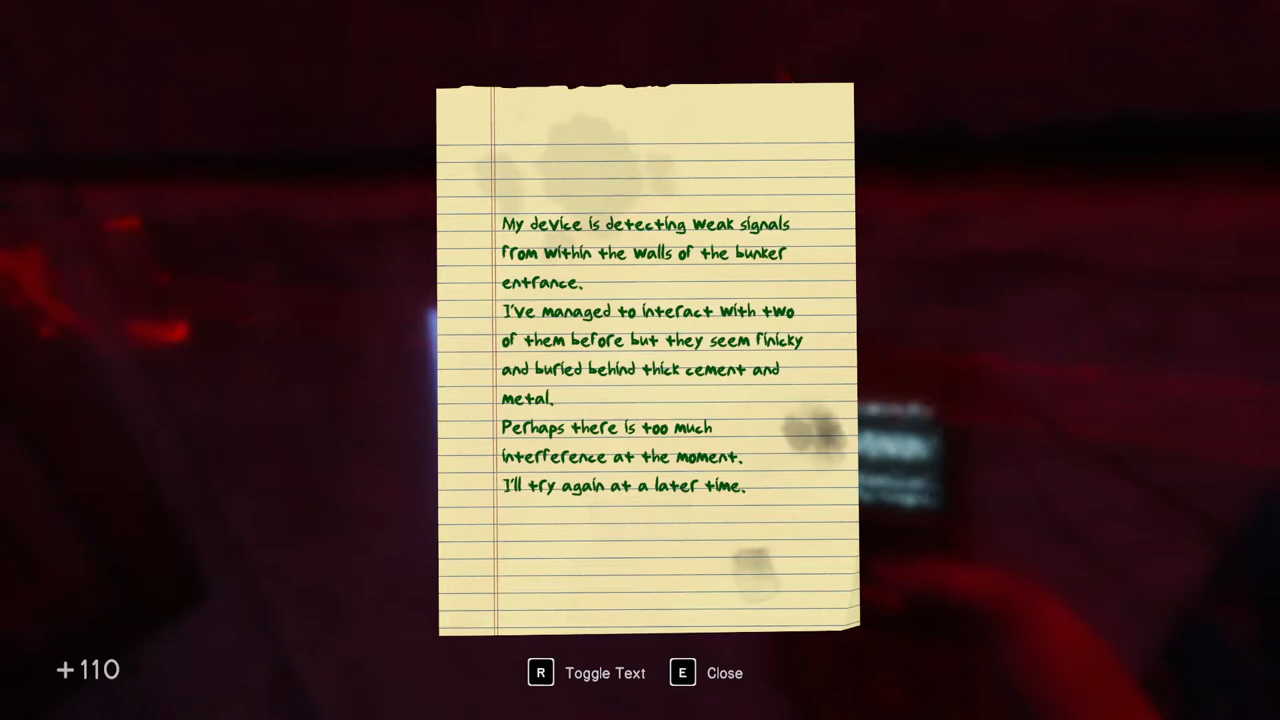 My device is detecting weak signals
from within the walls of the bunker
entrance.
I've managed to interact with two
of them before but they seem finicky
and buried behind thick cement and
metal.
Perhaps there is too much
interference at the moment.
I'll try again at a later time.
+110
R Toggle Text E Close